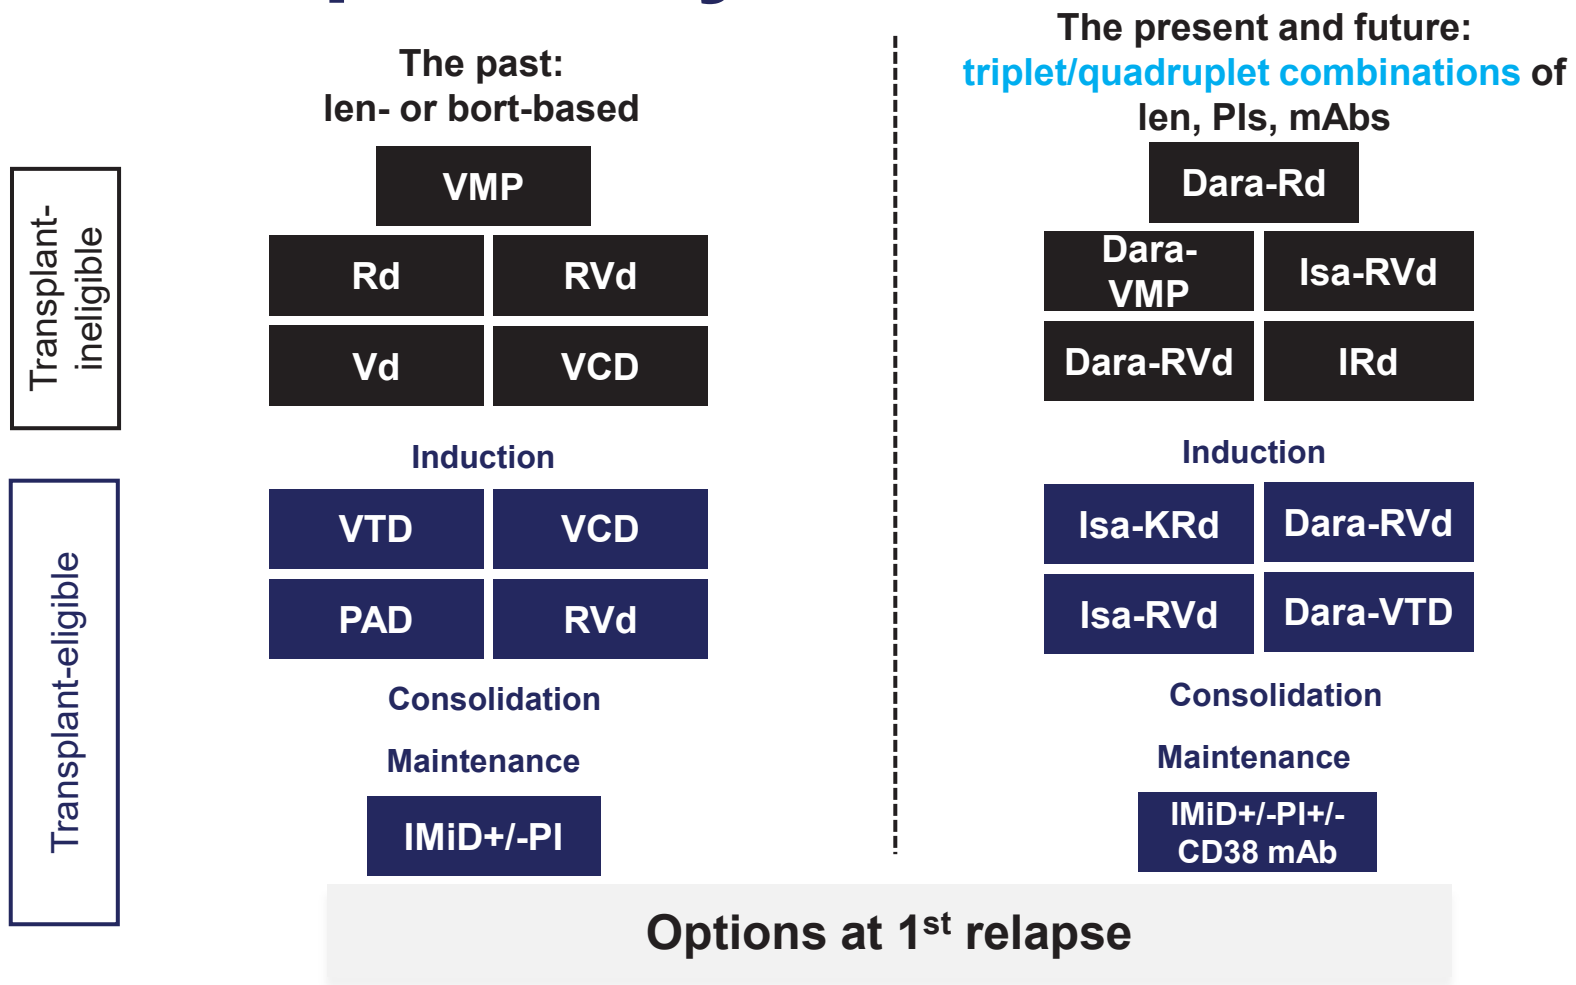 The past:
len- or bort-based
VMP
Rd
RVd
Vd
VCD
Induction
VTD
VCD
PAD
RVd
Consolidation
Maintenance
IMiD+/-PI
The present and future:
triplet/quadruplet combinations of
len, PIs, mAbs
Dara-Rd
Dara-
VMP
Isa-RVd
Dara-RVd
IRd
Induction
Isa-KRd
Dara-RVd
Isa-RVd
Dara-VTD
Consolidation
Maintenance
IMiD+/-PI+/-
CD38 mAb
Transplant-
ineligible
Transplant-eligible
Options at 1st relapse